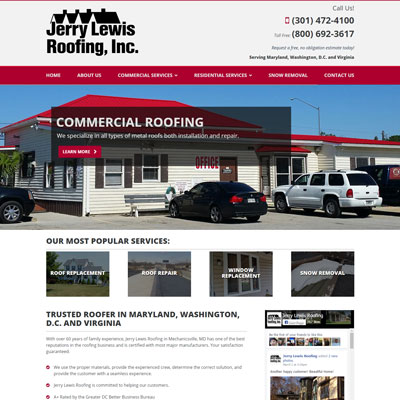 Jerry Lewis
Roofing, Inc.
Call Us!
(301) 472-4100
Toll Free: (800) 692-3617
Request a free, no obligation estimate today!
Serving Maryland, Washington, D.C. and Virginia
HOME ABOUT US COMMERCIAL SERVICES RESIDENTIAL SERVICES SNOW REMOVAL CONTACT US
COMMERCIAL ROOFING
We specialize in all types of metal roofs both installation and repair.
LEARN MORE
OFFICE
OUR MOST POPULAR SERVICES:
ROOF REPLACEMENT
ROOF REPAIR
WINDOW REPLACEMENT
SNOW REMOVAL
TRUSTED ROOFER IN MARYLAND, WASHINGTON,
D.C. AND VIRGINIA
With over 60 years of family experience, Jerry Lewis Roofing in Mechanicsville, MD has one of the best
reputations in the roofing business and is certified with most major manufacturers. Your satisfaction
guaranteed.
We use the proper materials, provide the experienced crew, determine the correct solution, and
provide the customer with a seamless experience.
Jerry Lewis Roofing is committed to helping our customers.
A+ Rated by the Greater DC Better Business Bureau
Jerry Lewis Roofing
Be the first of your friends to like this
Jerry Lewis Roofing
photos
Another happy customer! Beautiful Home!